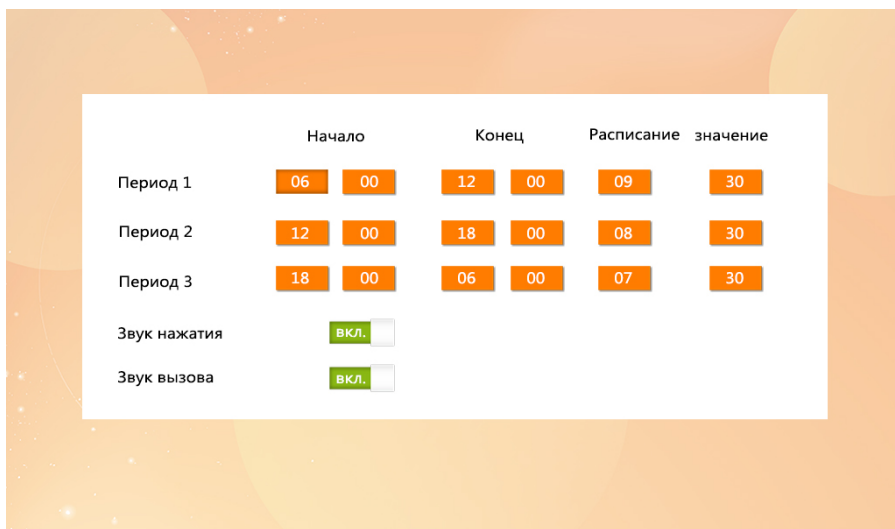 Начало Конец Расписание значение
Период 1 06 00 12 00 09 30
Период 2 12 00 18 00 08 30
Период 3 18 00 06 00 07 30
Звук нажатия вкл.
Звук вызова вкл.